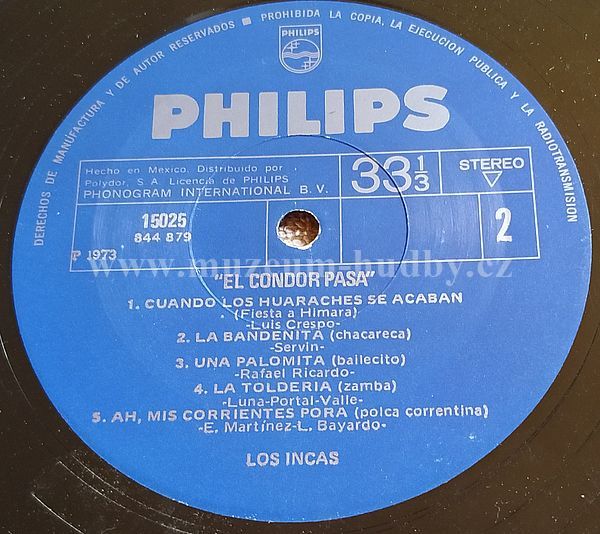 DERECHOS DE MANUFACTURA Y DE AUTOR RESERVADOS • PROHIBIDA LA COPIA, LA EJECUCION PUBLICA Y LA RADIOTRANSMISION
PHILIPS
PHILIPS
Hecho en Mexico. Distribuido por
Polydor, S. A. Licencia de PHILIPS
PHONOGRAM INTERNATIONAL B. V.
33 1/3
STEREO
15025
844 879
2
℗ 1973
www.muzeum-hudby.cz
"EL CONDOR PASA"
1. CUANDO LOS HUARACHES SE ACABAN
(Fiesta a Himara)
-Luis Crespo-
2. LA BANDENITA (chacareca)
-Servin-
3. UNA PALOMITA (bailecito)
-Rafael Ricardo-
4. LA TOLDERIA (zamba)
-Luna-Portal-Valle-
5. AH, MIS CORRIENTES PORA (polca correntina)
-E. Martínez-L. Bayardo-
LOS INCAS